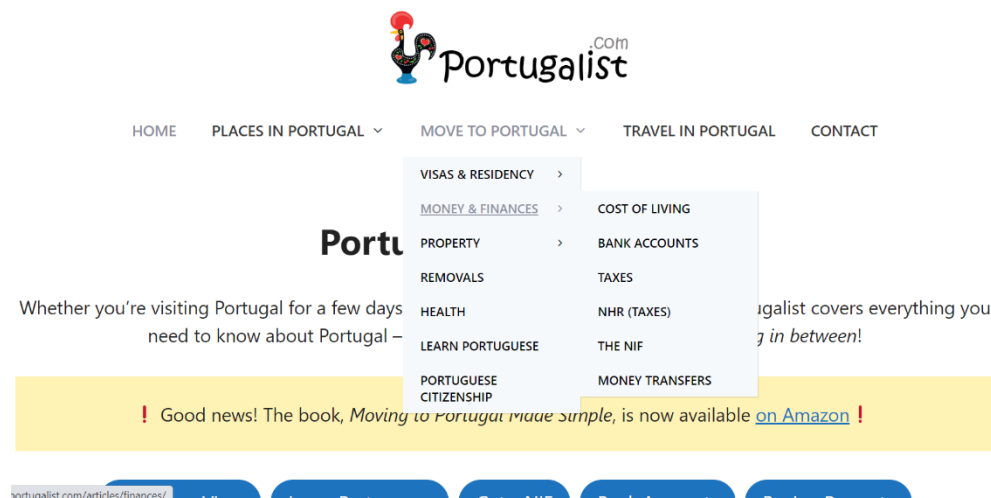 .com
Portugalist
HOME PLACES IN PORTUGAL MOVE TO PORTUGAL TRAVEL IN PORTUGAL CONTACT
VISAS & RESIDENCY
MONEY & FINANCES
PROPERTY
REMOVALS
HEALTH
LEARN PORTUGUESE
PORTUGUESE
CITIZENSHIP
COST OF LIVING
BANK ACCOUNTS
TAXES
NHR (TAXES)
THE NIF
MONEY TRANSFERS
Whether you’re visiting Portugal for a few days covers everything you
need to know about Portugal – in between!
❗ Good news! The book, Moving to Portugal Made Simple, is now available on Amazon ❗
portugalist.com/articles/finances/